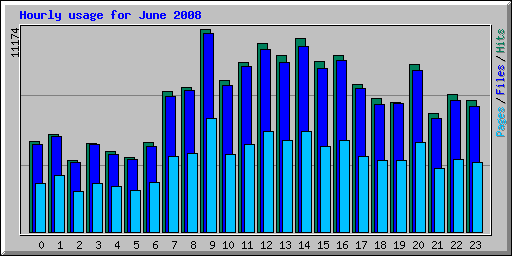 Hourly usage for June 2008
11174
Pages / Files / Hits
0 1 2 3 4 5 6 7 8 9 10 11 12 13 14 15 16 17 18 19 20 21 22 23